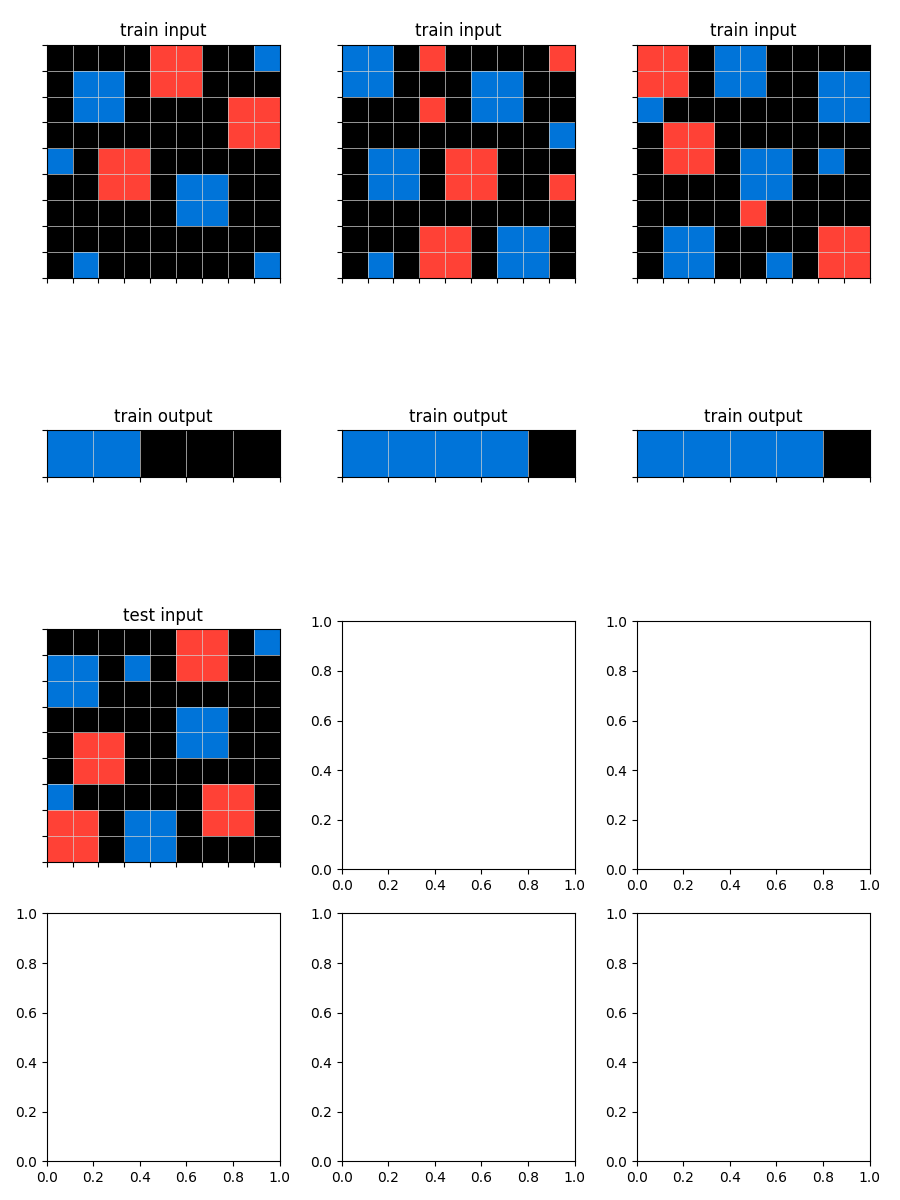 train input train input train input
train output train output train output
test input
1.0 1.0
0.8 0.8
0.6 0.6
0.4 0.4
0.2 0.2
0.0 0.0
0.0 0.2 0.4 0.6 0.8 1.0 0.0 0.2 0.4 0.6 0.8 1.0
1.0 1.0 1.0
0.8 0.8 0.8
0.6 0.6 0.6
0.4 0.4 0.4
0.2 0.2 0.2
0.0 0.0 0.0
0.0 0.2 0.4 0.6 0.8 1.0 0.0 0.2 0.4 0.6 0.8 1.0 0.0 0.2 0.4 0.6 0.8 1.0